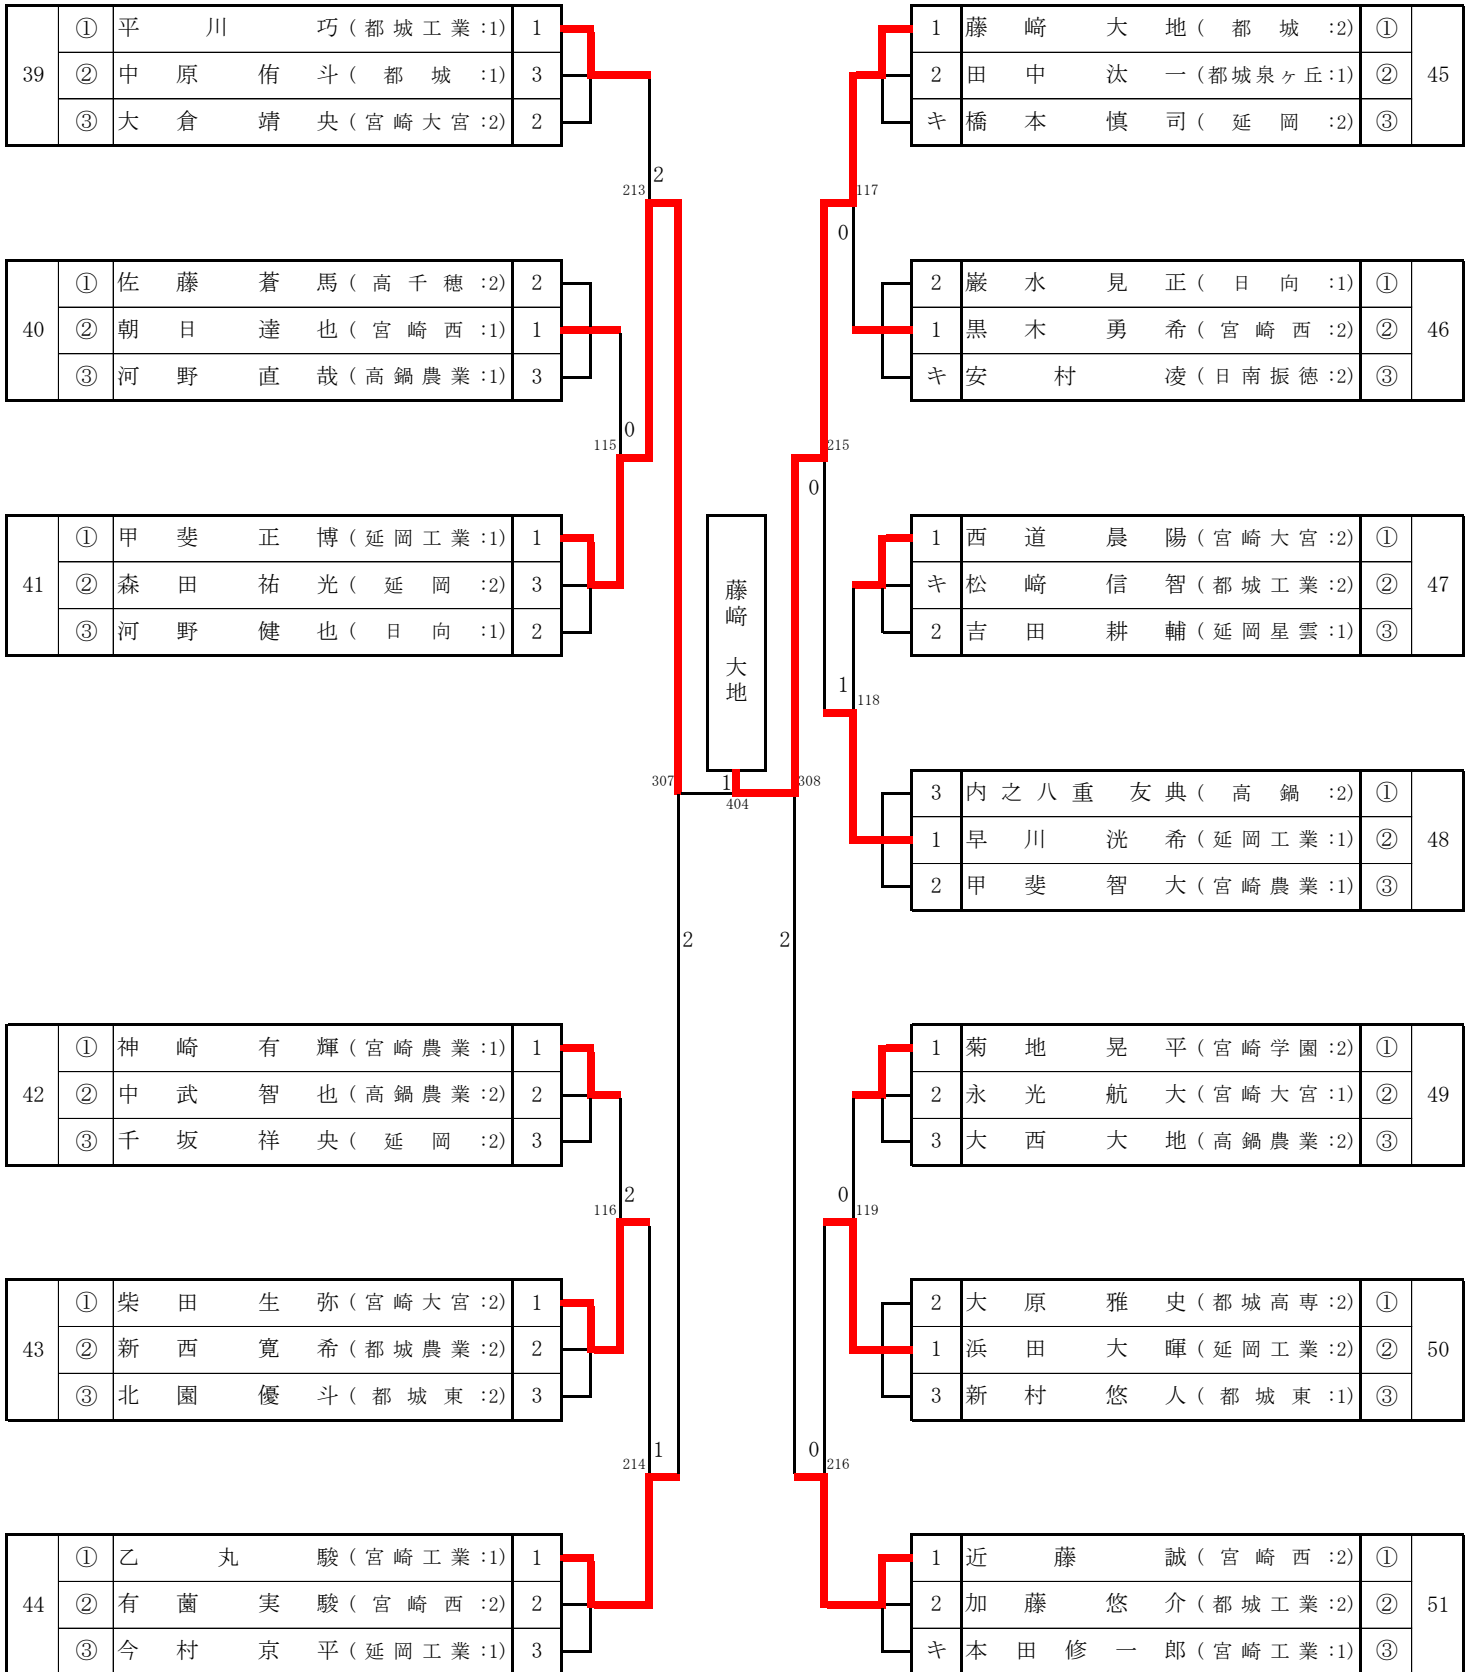 39 ① 平川 巧 (都城工業:1) 1
② 中原 侑斗 (都城:1) 3
③ 大倉 靖央 (宮崎大宮:2) 2
1 藤﨑 大地 (都城:2) ① 45
2 田中 汰一 (都城泉ヶ丘:1) ②
キ 橋本 慎司 (延岡:2) ③
213 2
117 0
40 ① 佐藤 蒼馬 (高千穂:2) 2
② 朝日 達也 (宮崎西:1) 1
③ 河野 直哉 (高鍋農業:1) 3
2 巌水 見正 (日向:1) ① 46
1 黒木 勇希 (宮崎西:2) ②
キ 安村 凌 (日南振徳:2) ③
115 0
215 0
41 ① 甲斐 正博 (延岡工業:1) 1
② 森田 祐光 (延岡:2) 3
③ 河野 健也 (日向:1) 2
藤﨑 大地
1 西道 晨陽 (宮崎大宮:2) ① 47
キ 松﨑 信智 (都城工業:2) ②
2 吉田 耕輔 (延岡星雲:1) ③
1 118
307 1 404 308
3 内之八重 友典 (高鍋:2) ① 48
1 早川 洸希 (延岡工業:1) ②
2 甲斐 智大 (宮崎農業:1) ③
2 2
42 ① 神崎 有輝 (宮崎農業:1) 1
② 中武 智也 (高鍋農業:2) 2
③ 千坂 祥央 (延岡:2) 3
1 菊地 晃平 (宮崎学園:2) ① 49
2 永光 航大 (宮崎大宮:1) ②
3 大西 大地 (高鍋農業:2) ③
116 2
0 119
43 ① 柴田 生弥 (宮崎大宮:2) 1
② 新西 寛希 (都城農業:2) 2
③ 北園 優斗 (都城東:2) 3
2 大原 雅史 (都城高専:2) ① 50
1 浜田 大暉 (延岡工業:2) ②
3 新村 悠人 (都城東:1) ③
214 1
0 216
44 ① 乙丸 駿 (宮崎工業:1) 1
② 有薗 実駿 (宮崎西:2) 2
③ 今村 京平 (延岡工業:1) 3
1 近藤 誠 (宮崎西:2) ① 51
2 加藤 悠介 (都城工業:2) ②
キ 本田 修一郎 (宮崎工業:1) ③